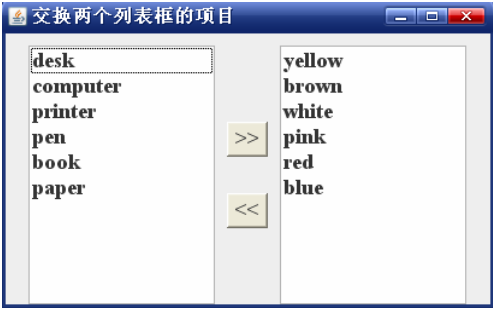 交换两个列表框的项目
desk
computer
printer
pen
book
paper
>>
<<
yellow
brown
white
pink
red
blue